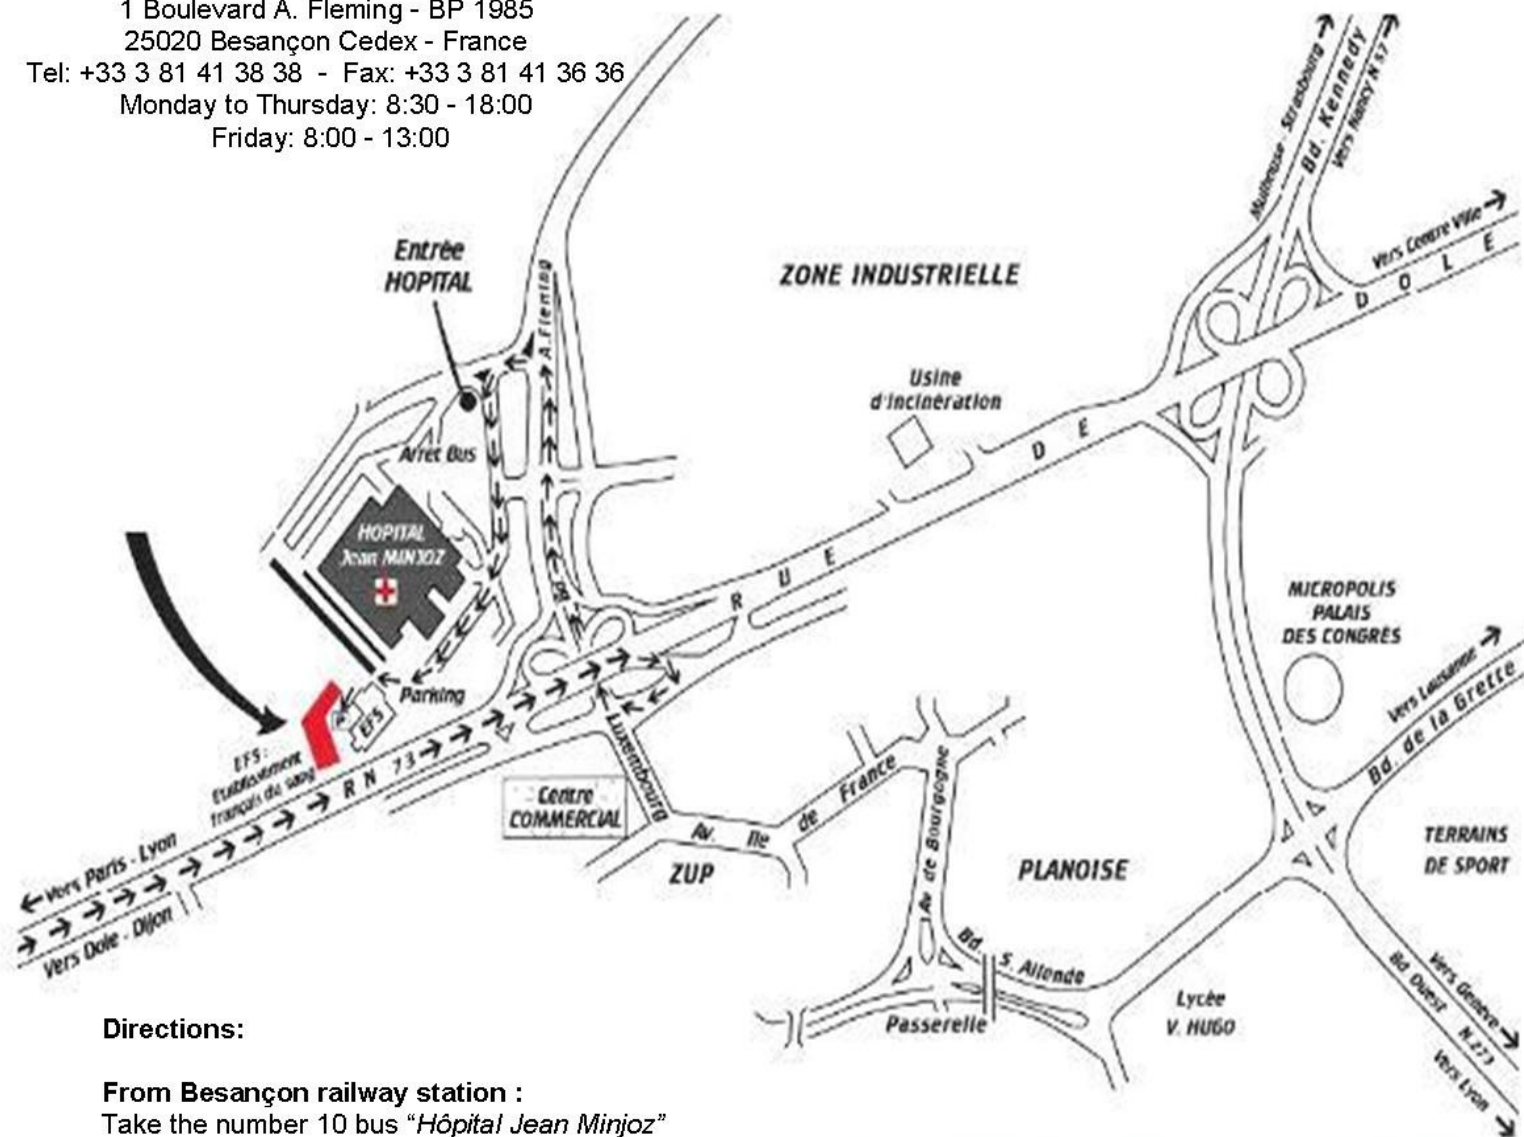 1 Boulevard A. Fleming - BP 1985
25020 Besançon Cedex - France
Tel: +33 3 81 41 38 38 - Fax: +33 3 81 41 36 36
Monday to Thursday: 8:30 - 18:00
Friday: 8:00 - 13:00
Mulhouse - Strasbourg
Bd. Kennedy
Vers Nancy N 57
Vers Centre Ville
Entrée
HOPITAL
A. Fleming
ZONE INDUSTRIELLE
RUE DE DOLE
Usine
d'incinération
Arrêt Bus
HOPITAL
Jean MINJOZ
Bd
MICROPOLIS
PALAIS
DES CONGRÈS
Vers Lausanne
Bd. de la Grette
Parking
EFS
EFS :
Etablissement
français du sang
RN 73
Luxembourg
Centre
COMMERCIAL
Av. Ile de France
Av de Bourgogne
ZUP
PLANOISE
TERRAINS
DE SPORT
Vers Paris - Lyon
Vers Dole - Dijon
Bd. S. Allende
Passerelle
Lycée
V. HUGO
Vers Genève
Bd Ouest N.273
Vers Lyon
Directions:
From Besançon railway station :
Take the number 10 bus “Hôpital Jean Minjoz”